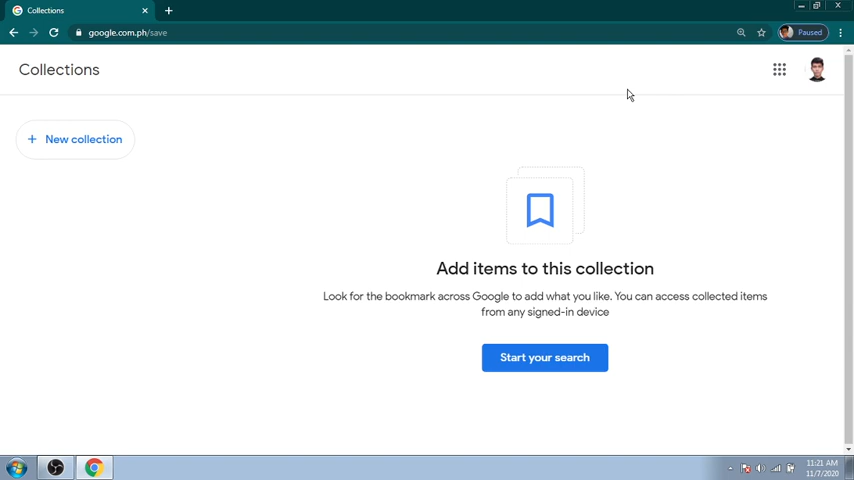 Collections
google.com.ph/save
Paused
Collections
+ New collection
Add items to this collection
Look for the bookmark across Google to add what you like. You can access collected items
from any signed-in device
Start your search
11:21 AM
11/7/2020